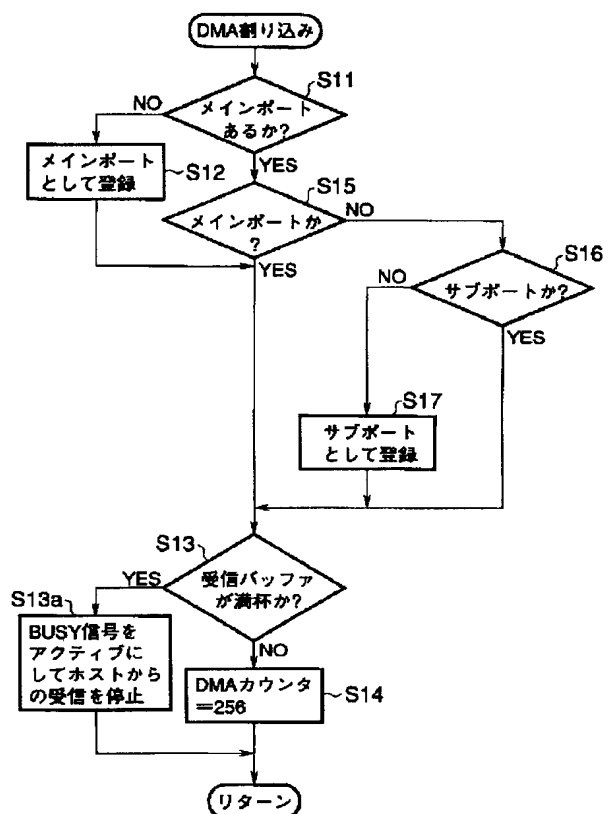 DMA割り込み
S11
メインポート
あるか?
NO
YES
メインポート
として登録
S12
S15
メインポートか
?
NO
YES
S16
サブポートか?
NO
YES
S17
サブポート
として登録
S13
受信バッファ
が満杯か?
YES
NO
S13a
BUSY信号を
アクティブに
してホストから
の受信を停止
DMAカウンタ
=256
S14
リターン